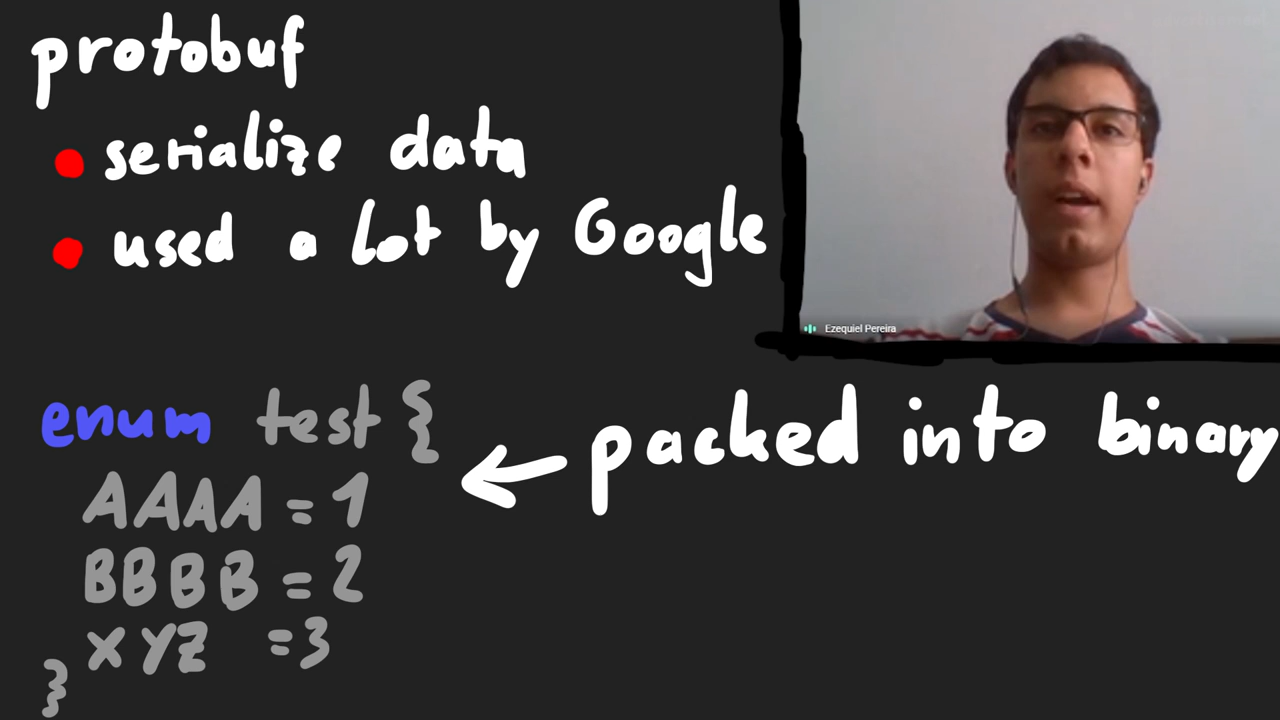 protobuf
serialize data
used a lot by Google
Ezequiel Pereira
enum test {
packed into binary
AAAA = 1
BBBB = 2
XYZ = 3
}